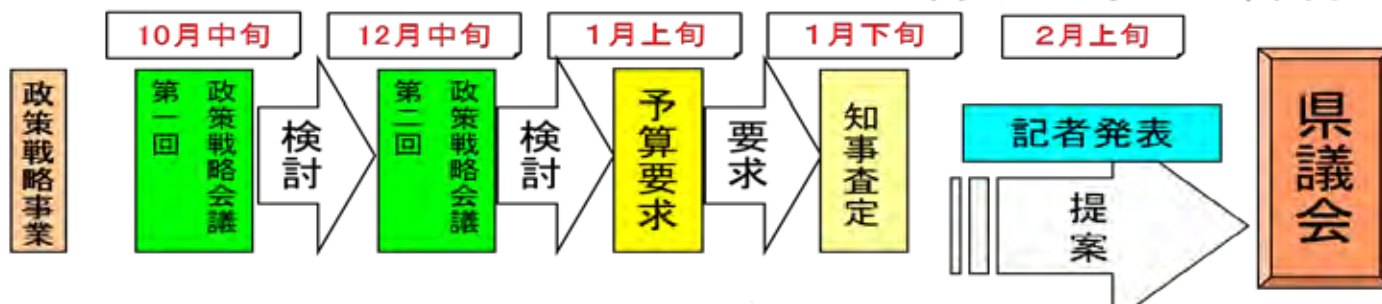 10月中旬
12月中旬
1月上旬
1月下旬
2月上旬
政策戦略事業
政策戦略会議
第一回
検討
政策戦略会議
第二回
検討
予算要求
要求
知事査定
記者発表
提案
県議会